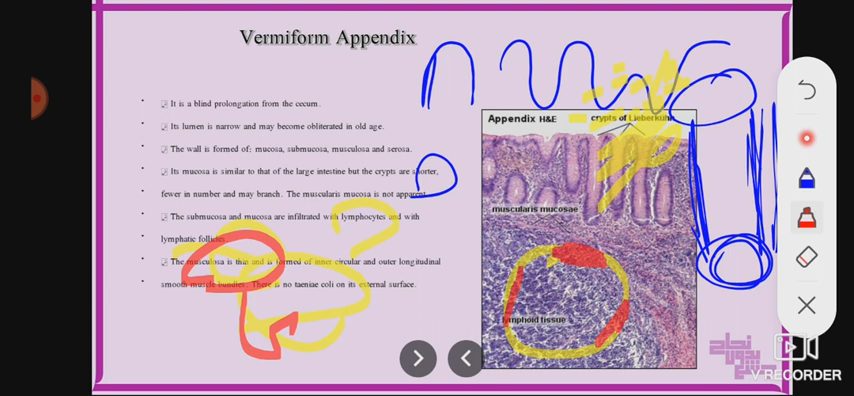 Vermiform Appendix
It is a blind prolongation from the cecum.
Its lumen is narrow and may become obliterated in old age.
The wall is formed of: mucosa, submucosa, musculosa and serosa.
Its mucosa is similar to that of the large intestine but the crypts are shorter,
fewer in number and may branch. The muscularis mucosa is not apparent.
The submucosa and mucosa are infiltrated with lymphocytes and with
lymphatic follicles.
The musculosa is thin and is formed of inner circular and outer longitudinal
smooth muscle bundles. There is no taeniae coli on its external surface.
Appendix H&E
crypts of Lieberkuhn
muscularis mucosae
lymphoid tissue
V RECORDER